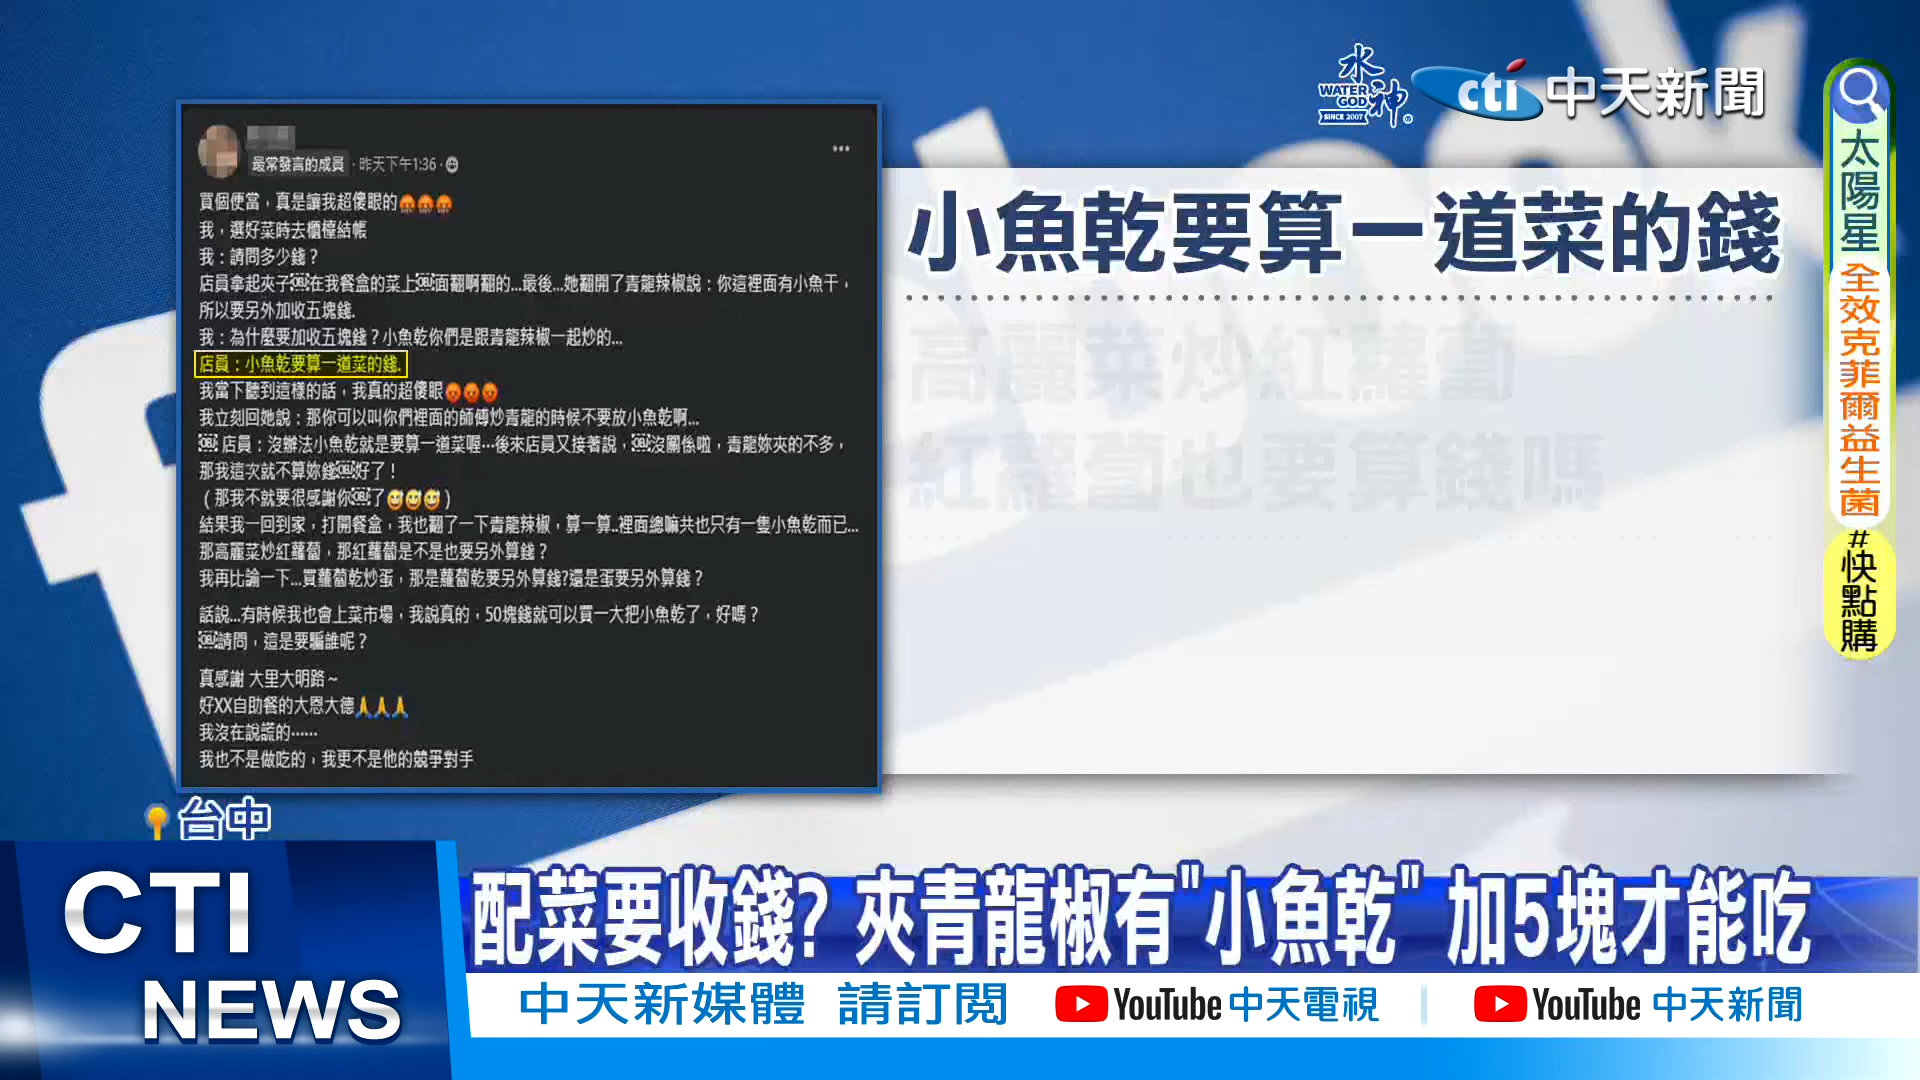 水神
WATER GOD
SINCE 2007
cti 中天新聞
太陽星
全效克菲爾益生菌
#快點購
最常發言的成員 · 昨天下午1:36 ·
買個便當，真是讓我超傻眼的😡😡😡
我，選好菜時去櫃檯結帳
我：請問多少錢？
店員拿起夾子￼在我餐盒的菜上￼面翻啊翻的...最後...她翻開了青龍辣椒說：你這裡面有小魚干，
所以要另外加收五塊錢.
我：為什麼要加收五塊錢？小魚乾你們是跟青龍辣椒一起炒的...
店員：小魚乾要算一道菜的錢.
我當下聽到這樣的話，我真的超傻眼😡😡😡
我立刻回她說：那你可以叫你們裡面的師傅炒青龍的時候不要放小魚乾啊...
￼ 店員：沒辦法小魚乾就是要算一道菜喔⋯後來店員又接著說，￼沒關係啦，青龍妳夾的不多，
那我這次就不算妳錢￼好了！
（那我不就要很感謝你￼了😅😅😅）
結果我一回到家，打開餐盒，我也翻了一下青龍辣椒，算一算..裡面總嘛共也只有一隻小魚乾而已...
那高麗菜炒紅蘿蔔，那紅蘿蔔是不是也要另外算錢？
我再比諭一下...買蘿蔔乾炒蛋，那是蘿蔔乾要另外算錢?還是蛋要另外算錢？
話說...有時候我也會上菜市場，我說真的，50塊錢就可以買一大把小魚乾了，好嗎？
￼請問，這是要騙誰呢？
真感謝 大里大明路～
好XX自助餐的大恩大德🙏🙏🙏
我沒在說謊的⋯⋯
我也不是做吃的，我更不是他的競爭對手
小魚乾要算一道菜的錢
高麗菜炒紅蘿蔔
紅蘿蔔也要算錢嗎
台中
CTI NEWS
配菜要收錢? 夾青龍椒有"小魚乾" 加5塊才能吃
中天新媒體 請訂閱 YouTube 中天電視 | YouTube 中天新聞